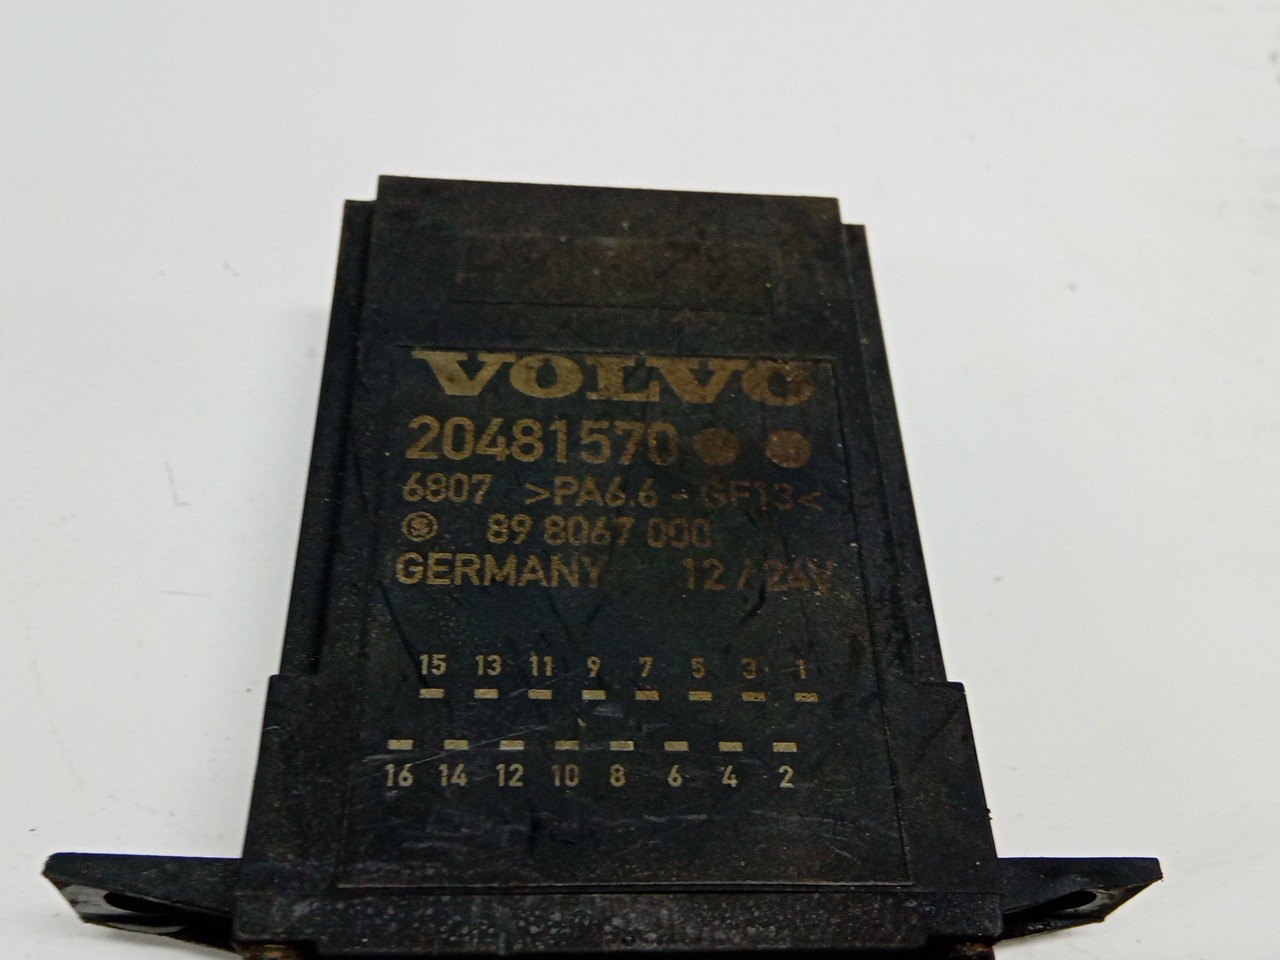 VOLVO
20481570
6807 >PA6.6 - GF13<
89 8067 000
GERMANY 12 / 24V
15 13 11 9 7 5 3 1
16 14 12 10 8 6 4 2